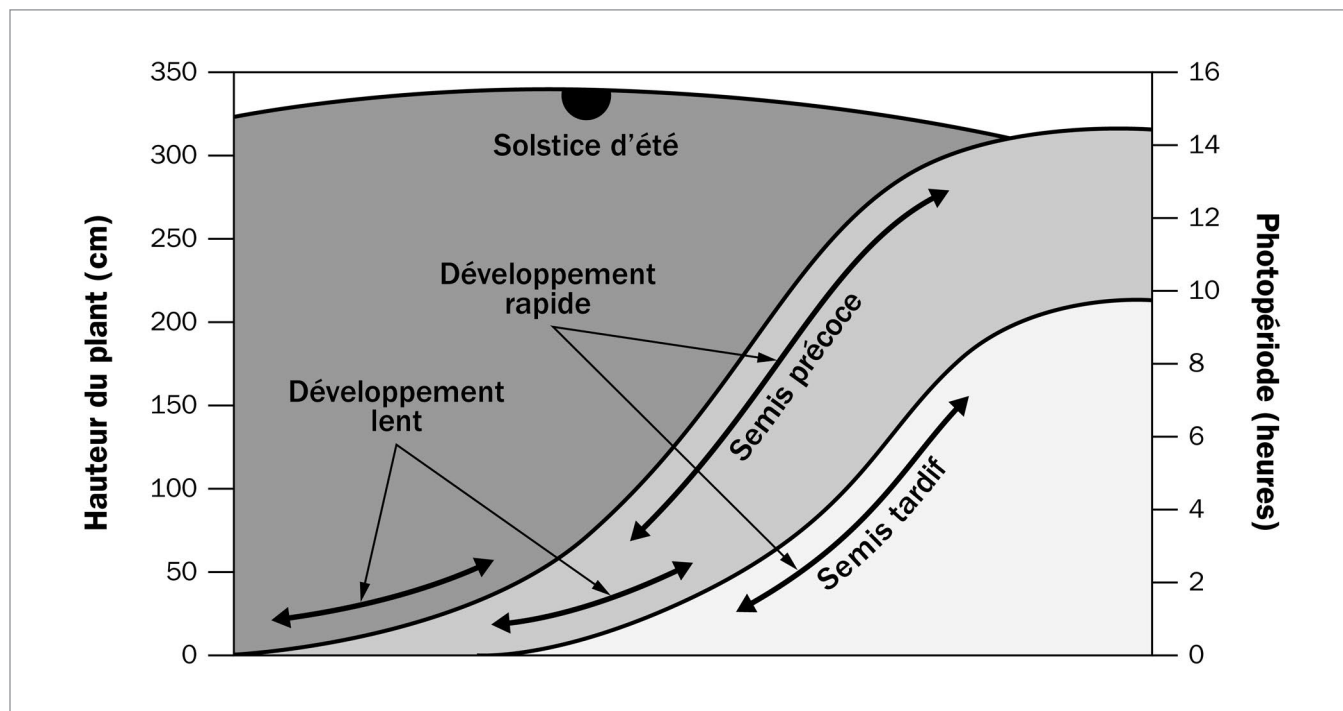 350
300
250
200
150
100
50
0
Hauteur du plant (cm)
Solstice d'été
Développement
rapide
Développement
lent
Semis précoce
Semis tardif
16
14
12
10
8
6
4
2
0
Photopériode (heures)